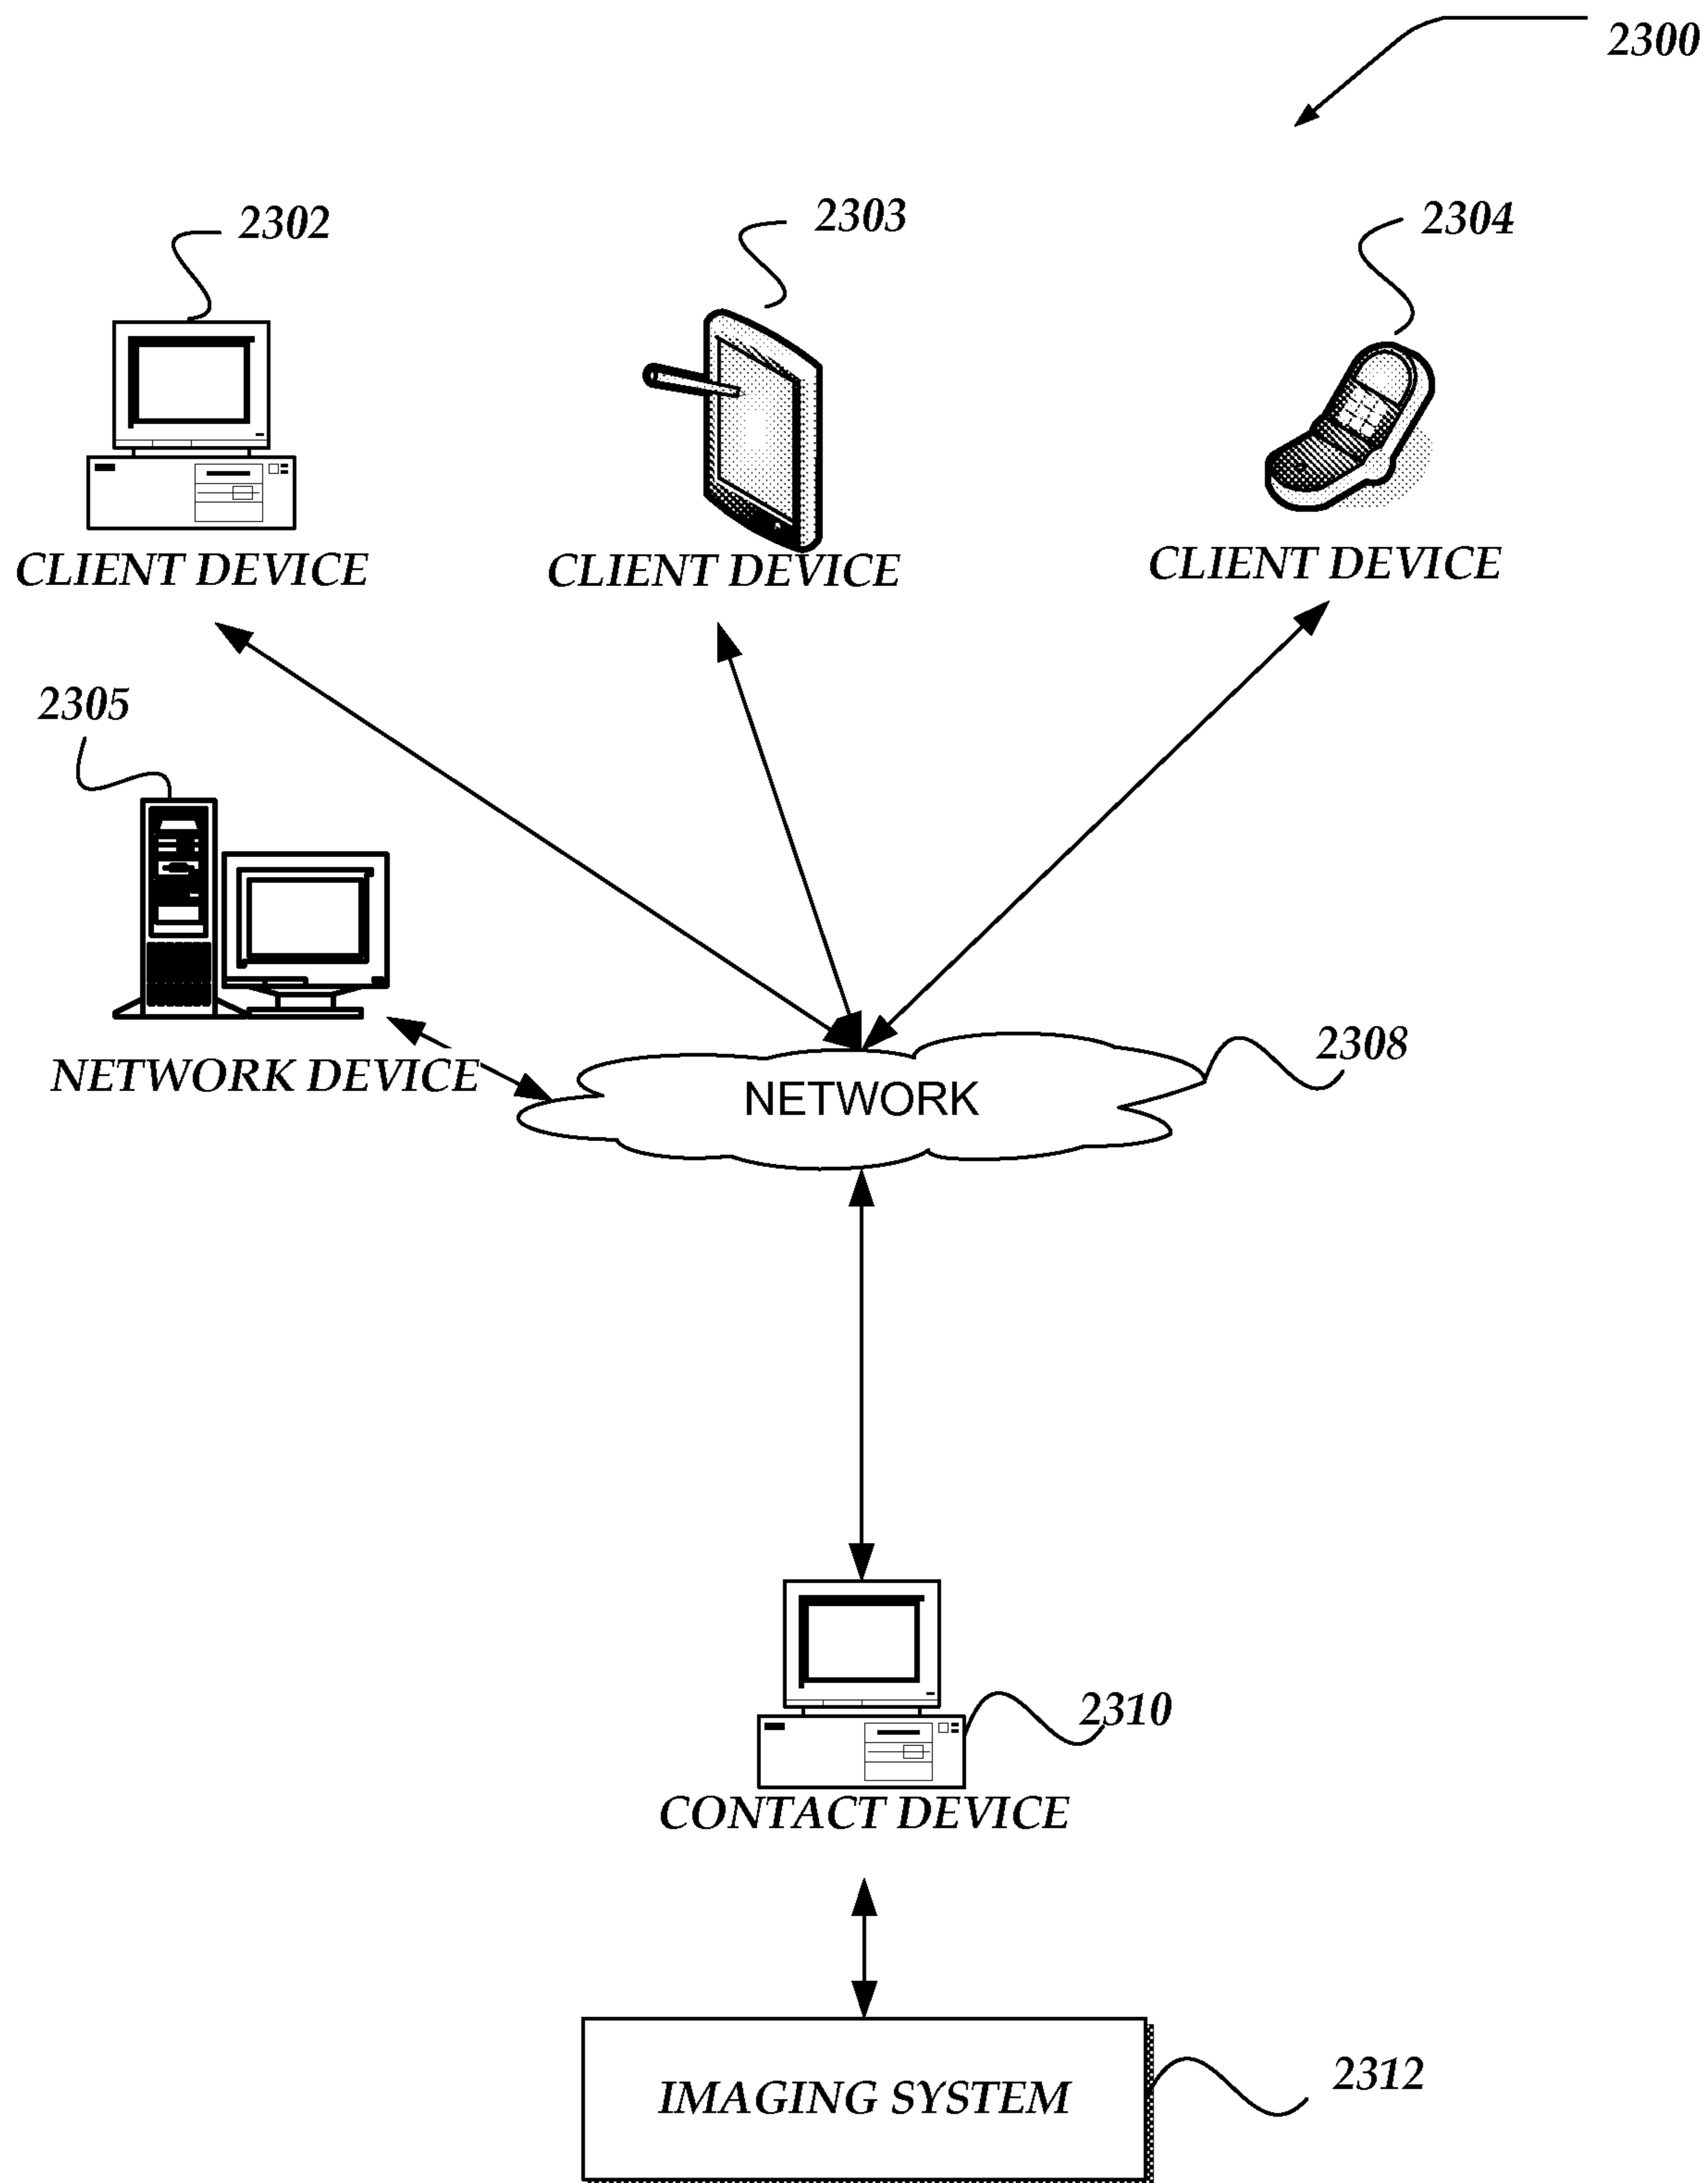 2300
2302
2303
2304
CLIENT DEVICE
CLIENT DEVICE
CLIENT DEVICE
2305
NETWORK DEVICE
NETWORK
2308
2310
CONTACT DEVICE
IMAGING SYSTEM
2312